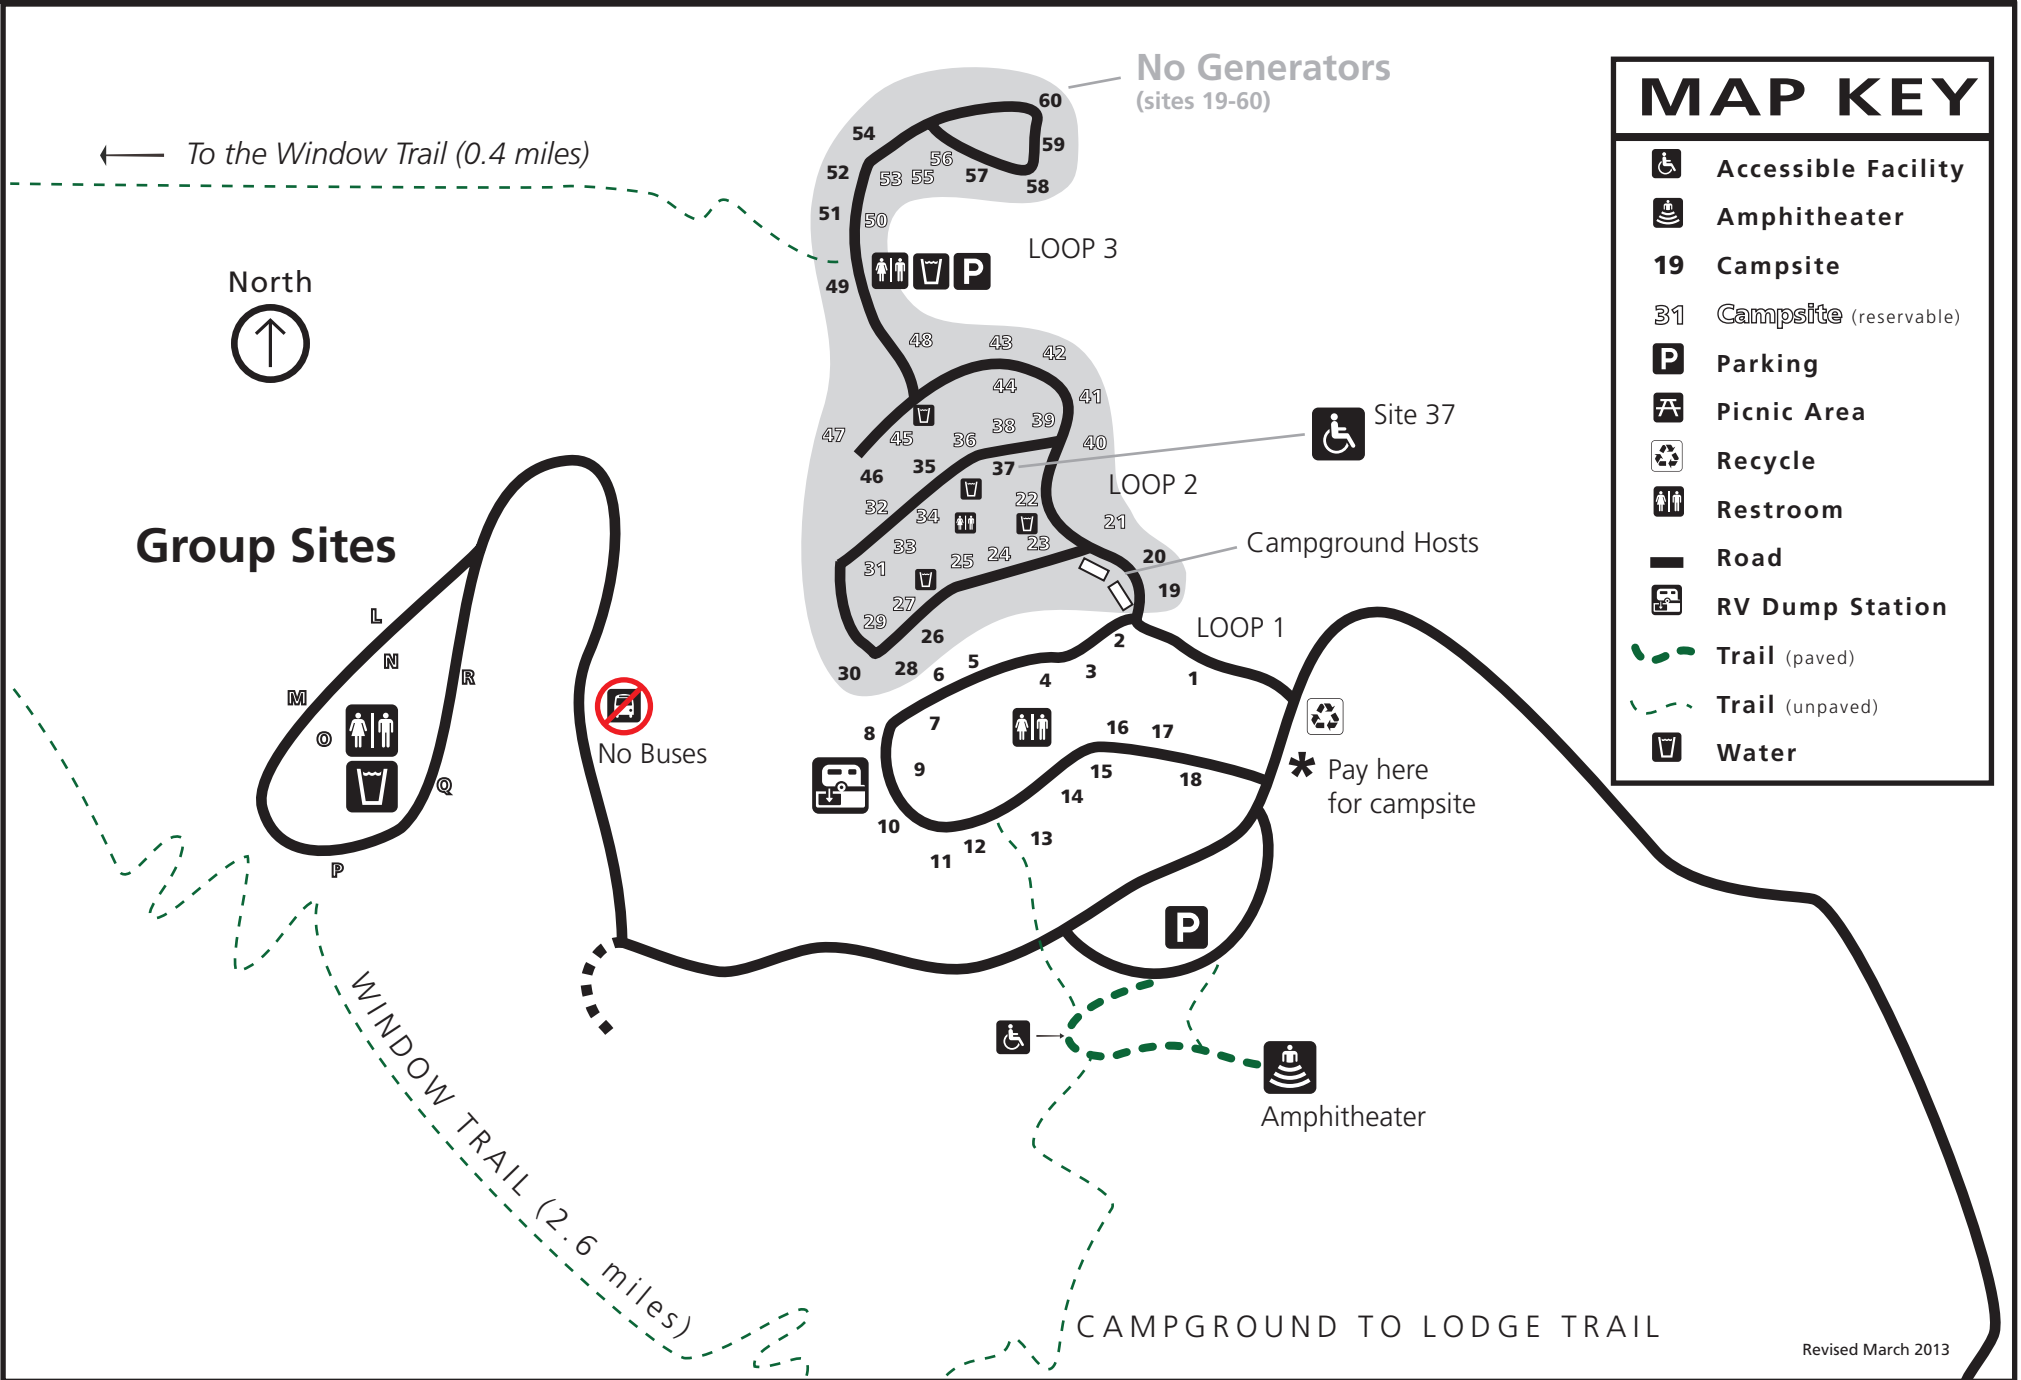 No Generators
(sites 19-60)
60
54
59
56
52
53
55
57
58
51
50
To the Window Trail (0.4 miles)
LOOP 3
P
49
North
48
43
42
44
41
47
45
36
38
39
40
Site 37
46
35
37
LOOP 2
32
34
22
21
33
23
31
25
24
Campground Hosts
20
19
27
29
26
LOOP 1
30
28
6
5
2
4
3
1
Group Sites
L
N
M
R
O
Q
P
No Buses
8
7
16
17
9
15
18
14
10
13
12
11
* Pay here
for campsite
P
Amphitheater
WINDOW TRAIL (2.6 miles)
CAMPGROUND TO LODGE TRAIL
Revised March 2013
MAP KEY
Accessible Facility
Amphitheater
19 Campsite
31 Campsite (reservable)
P Parking
Picnic Area
Recycle
Restroom
Road
RV Dump Station
Trail (paved)
Trail (unpaved)
Water